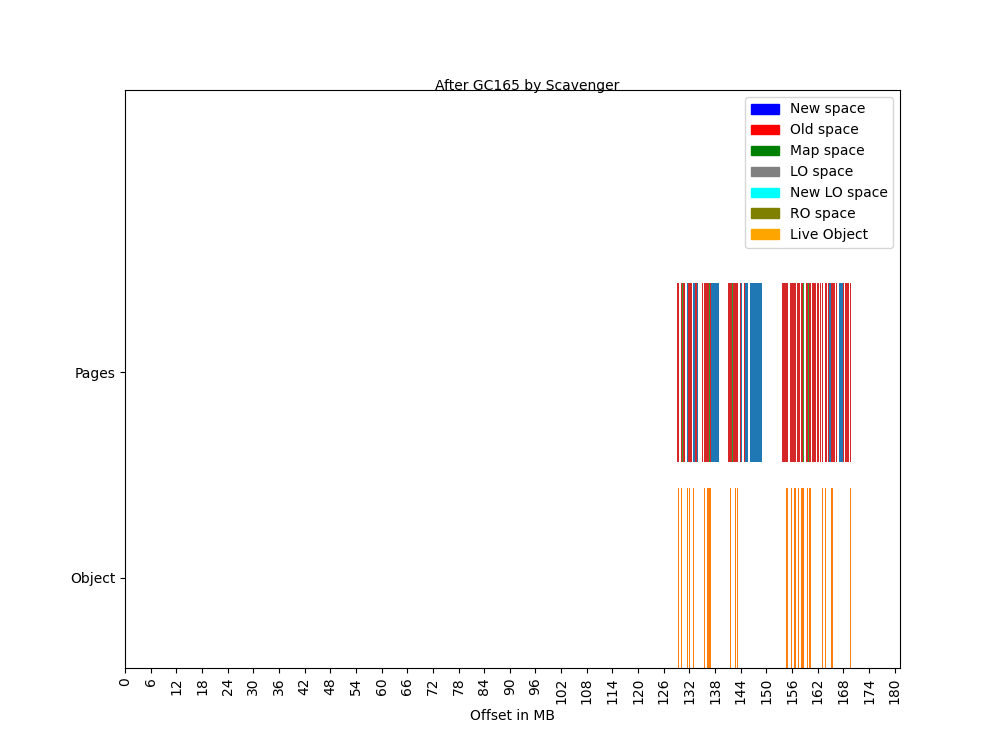 After GC165 by Scavenger
New space
Old space
Map space
LO space
New LO space
RO space
Live Object
Pages
Object
0 6 12 18 24 30 36 42 48 54 60 66 72 78 84 90 96 102 108 114 120 126 132 138 144 150 156 162 168 174 180
Offset in MB